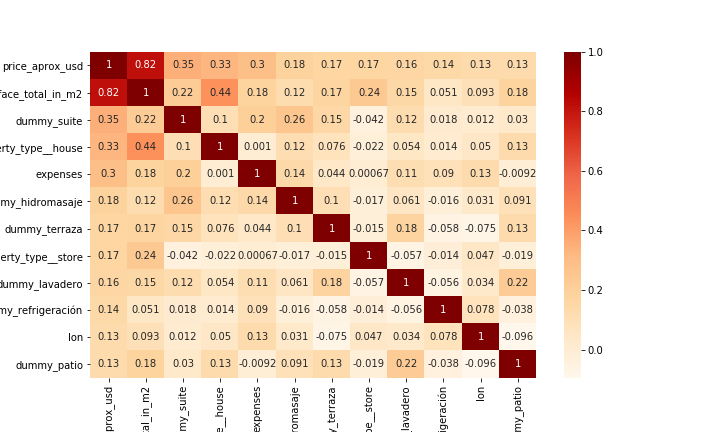 price_aprox_usd 1 0.82 0.35 0.33 0.3 0.18 0.17 0.17 0.16 0.14 0.13 0.13
face_total_in_m2 0.82 1 0.22 0.44 0.18 0.12 0.17 0.24 0.15 0.051 0.093 0.18
dummy_suite 0.35 0.22 1 0.1 0.2 0.26 0.15 -0.042 0.12 0.018 0.012 0.03
erty_type__house 0.33 0.44 0.1 1 0.001 0.12 0.076 -0.022 0.054 0.014 0.05 0.13
expenses 0.3 0.18 0.2 0.001 1 0.14 0.044 0.00067 0.11 0.09 0.13 -0.0092
my_hidromasaje 0.18 0.12 0.26 0.12 0.14 1 0.1 -0.017 0.061 -0.016 0.031 0.091
dummy_terraza 0.17 0.17 0.15 0.076 0.044 0.1 1 -0.015 0.18 -0.058 -0.075 0.13
erty_type__store 0.17 0.24 -0.042 -0.022 0.00067 -0.017 -0.015 1 -0.057 -0.014 0.047 -0.019
dummy_lavadero 0.16 0.15 0.12 0.054 0.11 0.061 0.18 -0.057 1 -0.056 0.034 0.22
my_refrigeración 0.14 0.051 0.018 0.014 0.09 -0.016 -0.058 -0.014 -0.056 1 0.078 -0.038
lon 0.13 0.093 0.012 0.05 0.13 0.031 -0.075 0.047 0.034 0.078 1 -0.096
dummy_patio 0.13 0.18 0.03 0.13 -0.0092 0.091 0.13 -0.019 0.22 -0.038 -0.096 1
prox_usd
tal_in_m2
my_suite
e__house
expenses
romasaje
y_terraza
pe__store
_lavadero
igeración
lon
my_patio
1.0
0.8
0.6
0.4
0.2
0.0